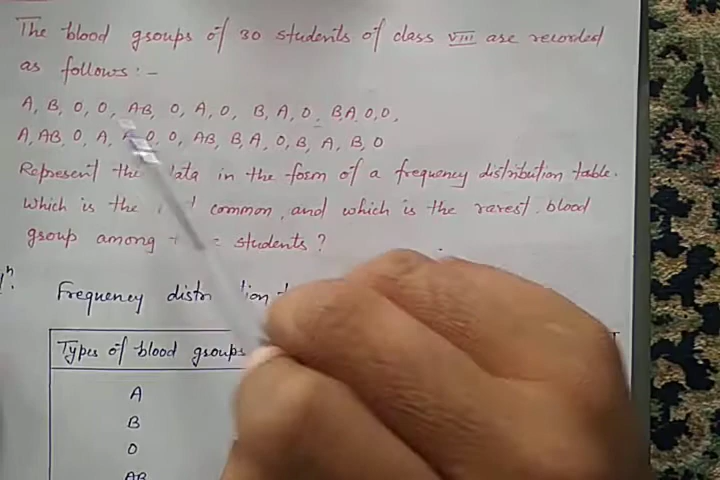 The blood groups of 30 students of class VIII are recorded
as follows:-
A, B, O, O, AB, O, A, O, B, A, O, B, A, O, O,
A, AB, O, A, O, O, AB, B, A, O, B, A, B, O
Represent the data in the form of a frequency distribution table.
Which is the common, and which is the rarest blood
group among students?
Frequency
Types of blood groups
A
B
O
AB